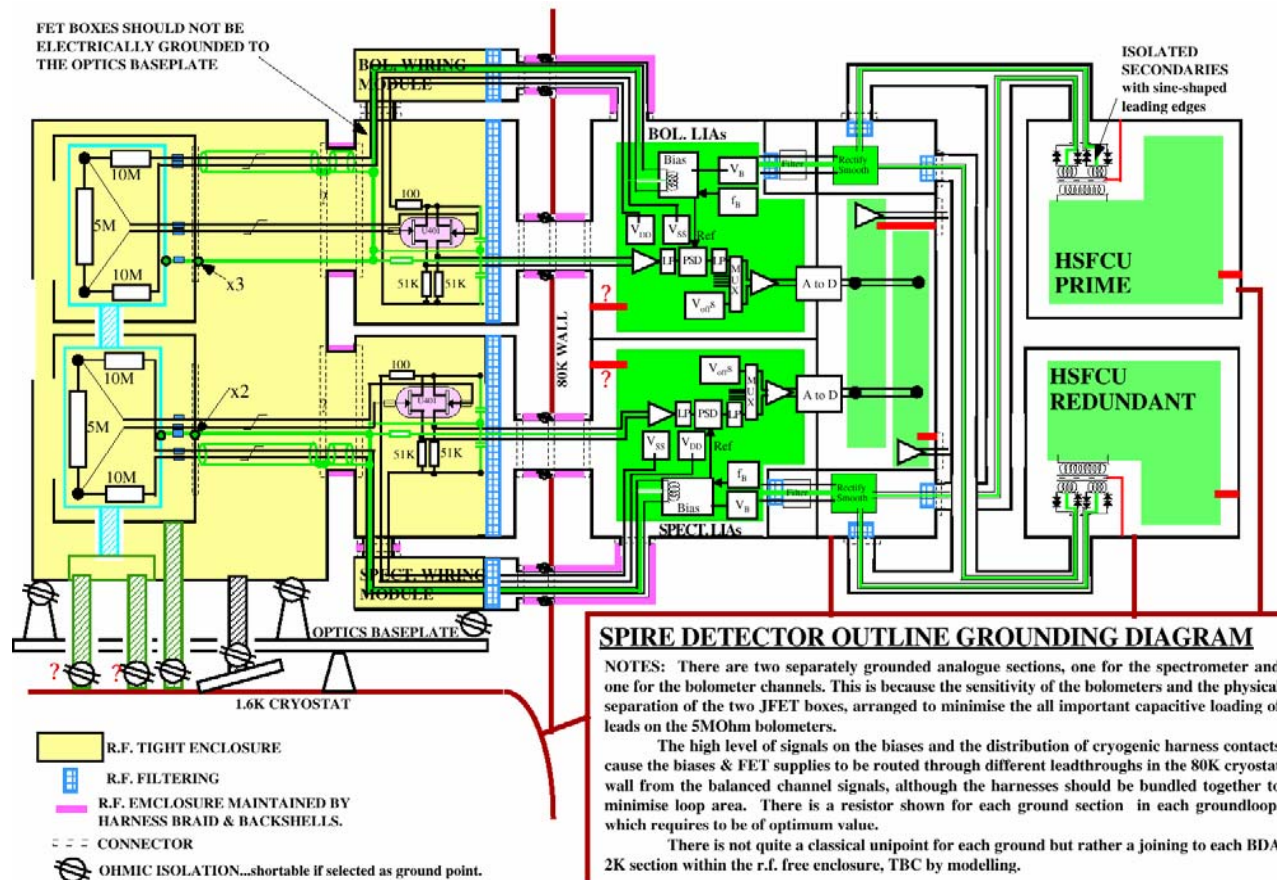 FET BOXES SHOULD NOT BE
ELECTRICALLY GROUNDED TO
THE OPTICS BASEPLATE
BOL. WIRING
MODULE
ISOLATED
SECONDARIES
with sine-shaped
leading edges
BOL. LIAs
Bias
V_B
Filter
Rectify
Smooth
f_B
10M
5M
10M
x3
100
U401
51K
51K
V_DD
V_SS
Ref
LP
PSD
LP
MUX
V_off s
A to D
HSFCU
PRIME
?
80K WALL
?
10M
5M
10M
x2
100
U401
51K
51K
V_off s
MUX
LP
PSD
LP
A to D
V_SS
V_DD
Ref
f_B
Bias
V_B
Filter
Rectify
Smooth
SPECT. LIAs
HSFCU
REDUNDANT
SPECT. WIRING
MODULE
OPTICS BASEPLATE
? ?
1.6K CRYOSTAT
R.F. TIGHT ENCLOSURE
R.F. FILTERING
R.F. EMCLOSURE MAINTAINED BY
HARNESS BRAID & BACKSHELLS.
CONNECTOR
OHMIC ISOLATION...shortable if selected as ground point.
SPIRE DETECTOR OUTLINE GROUNDING DIAGRAM
NOTES: There are two separately grounded analogue sections, one for the spectrometer and
one for the bolometer channels. This is because the sensitivity of the bolometers and the physical
separation of the two JFET boxes, arranged to minimise the all important capacitive loading of
leads on the 5MOhm bolometers.
The high level of signals on the biases and the distribution of cryogenic harness contacts
cause the biases & FET supplies to be routed through different leadthroughs in the 80K cryostat
wall from the balanced channel signals, although the harnesses should be bundled together to
minimise loop area. There is a resistor shown for each ground section in each groundloop
which requires to be of optimum value.
There is not quite a classical unipoint for each ground but rather a joining to each BDA
2K section within the r.f. free enclosure, TBC by modelling.